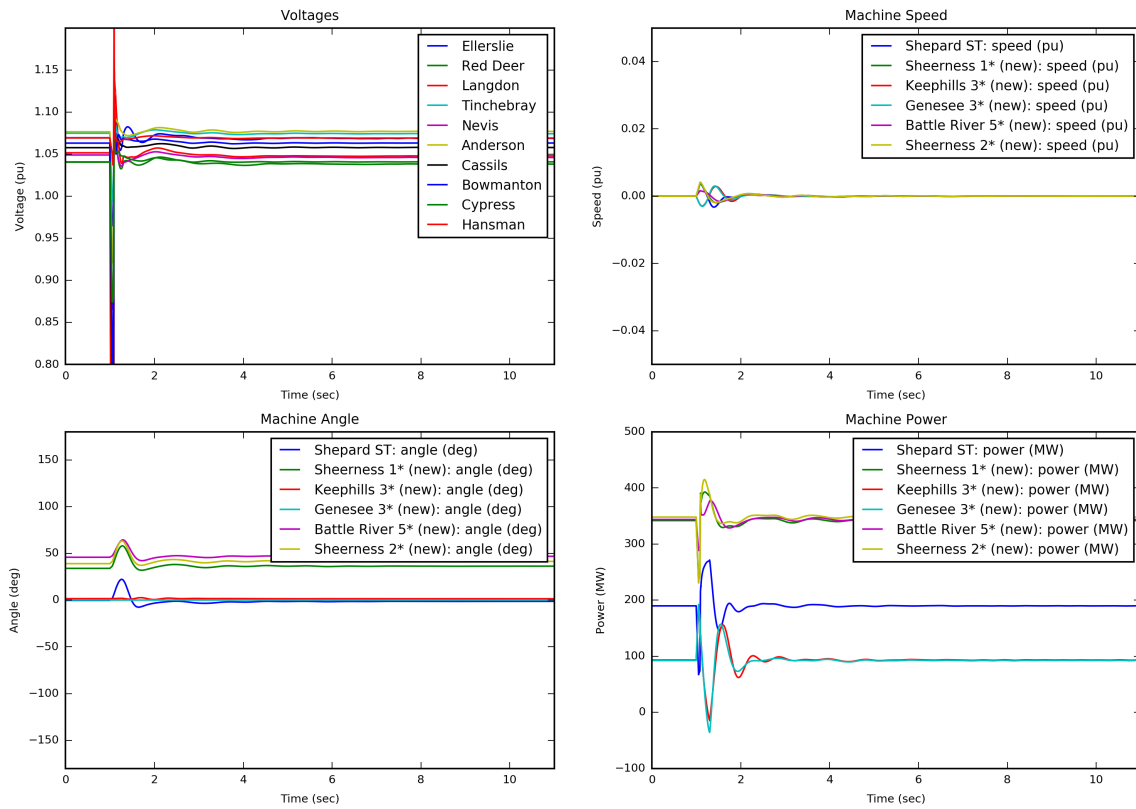 Voltages
Voltage (pu)
1.15
1.10
1.05
1.00
0.95
0.90
0.85
0.80
0
2
4
6
8
10
Time (sec)
Ellerslie
Red Deer
Langdon
Tinchebray
Nevis
Anderson
Cassils
Bowmanton
Cypress
Hansman
Machine Speed
Speed (pu)
0.04
0.02
0.00
−0.02
−0.04
0
2
4
6
8
10
Time (sec)
Shepard ST: speed (pu)
Sheerness 1* (new): speed (pu)
Keephills 3* (new): speed (pu)
Genesee 3* (new): speed (pu)
Battle River 5* (new): speed (pu)
Sheerness 2* (new): speed (pu)
Machine Angle
Angle (deg)
150
100
50
0
−50
−100
−150
0
2
4
6
8
10
Time (sec)
Shepard ST: angle (deg)
Sheerness 1* (new): angle (deg)
Keephills 3* (new): angle (deg)
Genesee 3* (new): angle (deg)
Battle River 5* (new): angle (deg)
Sheerness 2* (new): angle (deg)
Machine Power
Power (MW)
500
400
300
200
100
0
−100
0
2
4
6
8
10
Time (sec)
Shepard ST: power (MW)
Sheerness 1* (new): power (MW)
Keephills 3* (new): power (MW)
Genesee 3* (new): power (MW)
Battle River 5* (new): power (MW)
Sheerness 2* (new): power (MW)